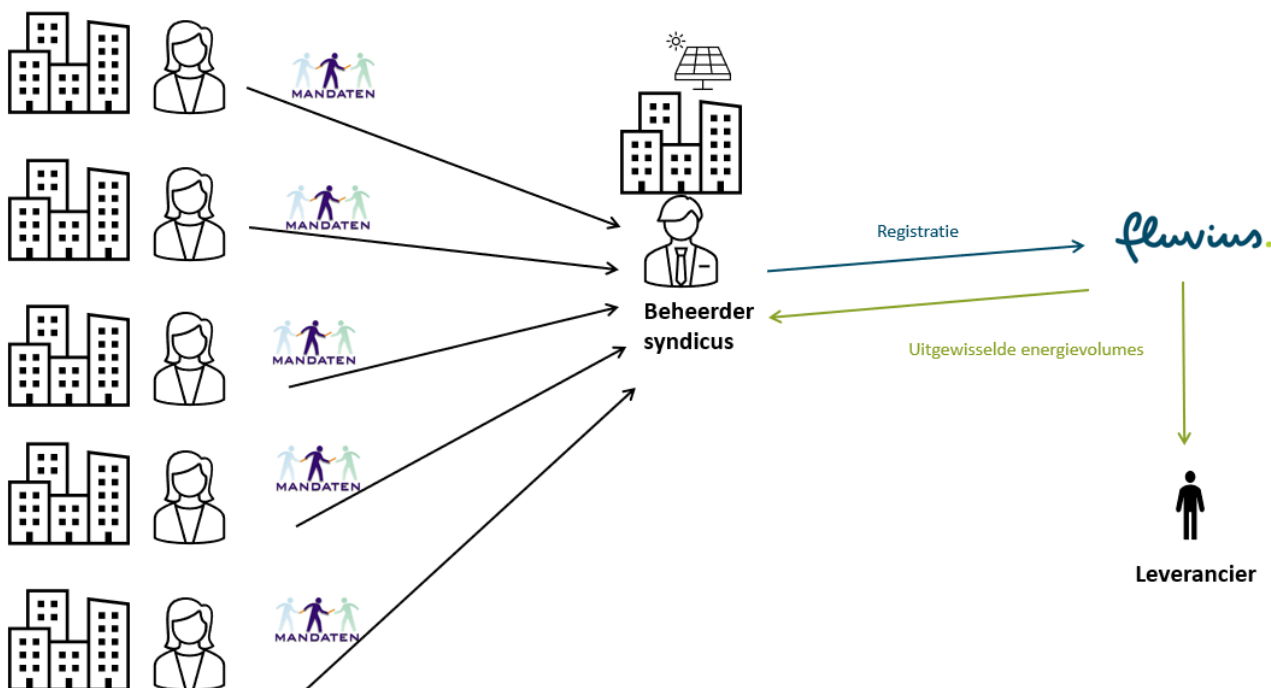 MANDATEN
MANDATEN
Registratie
fluvius.
Beheerder
syndicus
MANDATEN
Uitgewisselde energievolumes
MANDATEN
Leverancier
MANDATEN